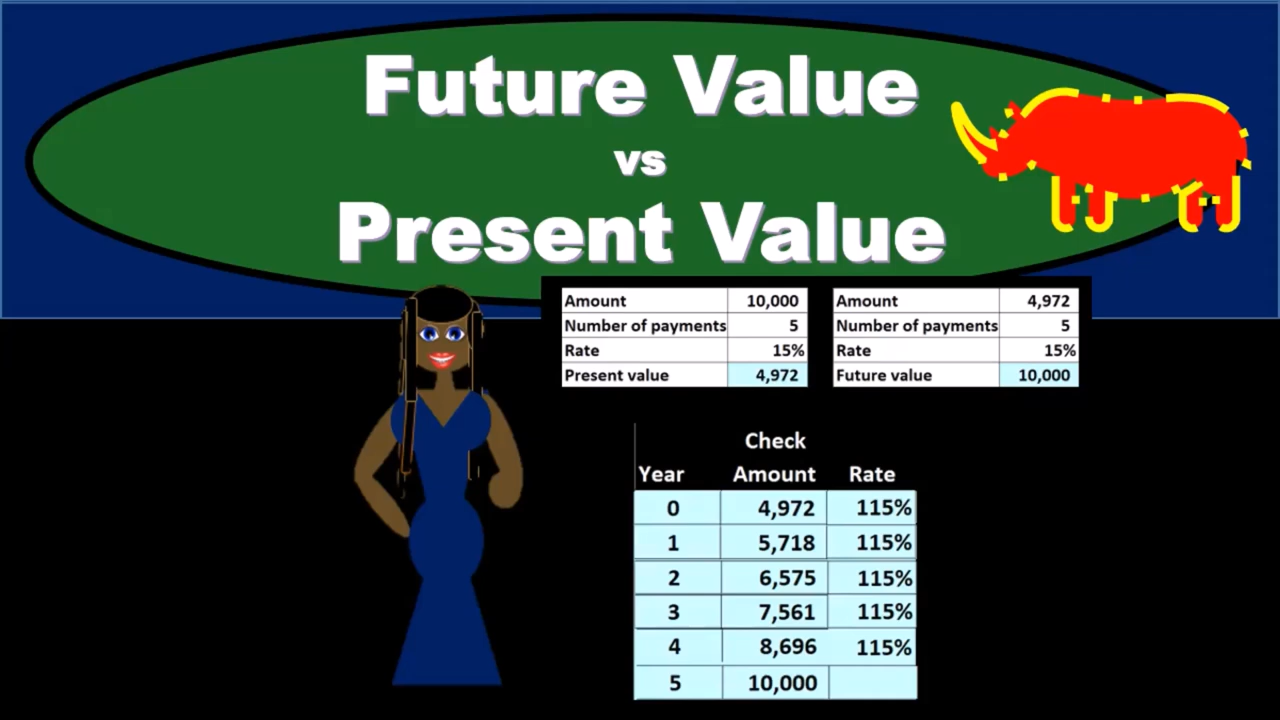 Future Value
vs
Present Value
Amount 10,000
Number of payments 5
Rate 15%
Present value 4,972
Amount 4,972
Number of payments 5
Rate 15%
Future value 10,000
Check
Year Amount Rate
0 4,972 115%
1 5,718 115%
2 6,575 115%
3 7,561 115%
4 8,696 115%
5 10,000